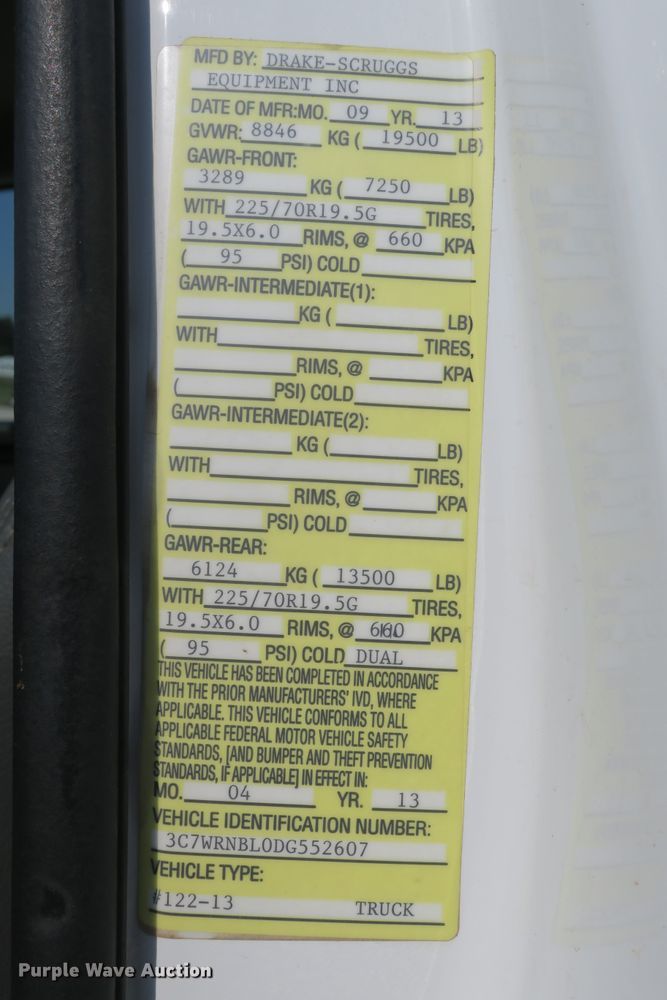 MFD BY: DRAKE-SCRUGGS
EQUIPMENT INC
DATE OF MFR:MO. 09 YR. 13
GVWR: 8846 KG ( 19500 LB)
GAWR-FRONT:
3289 KG ( 7250 LB)
WITH 225/70R19.5G TIRES,
19.5X6.0 RIMS, @ 660 KPA
( 95 PSI) COLD
GAWR-INTERMEDIATE(1):
KG ( LB)
WITH TIRES,
RIMS, @ KPA
( PSI) COLD
GAWR-INTERMEDIATE(2):
KG ( LB)
WITH TIRES,
RIMS, @ KPA
( PSI) COLD
GAWR-REAR:
6124 KG ( 13500 LB)
WITH 225/70R19.5G TIRES,
19.5X6.0 RIMS, @ 660 KPA
( 95 PSI) COLD DUAL
THIS VEHICLE HAS BEEN COMPLETED IN ACCORDANCE
WITH THE PRIOR MANUFACTURERS' IVD, WHERE
APPLICABLE. THIS VEHICLE CONFORMS TO ALL
APPLICABLE FEDERAL MOTOR VEHICLE SAFETY
STANDARDS, [AND BUMPER AND THEFT PREVENTION
STANDARDS, IF APPLICABLE] IN EFFECT IN:
MO. 04 YR. 13
VEHICLE IDENTIFICATION NUMBER:
3C7WRNBL0DG552607
VEHICLE TYPE:
#122-13 TRUCK
Purple Wave Auction